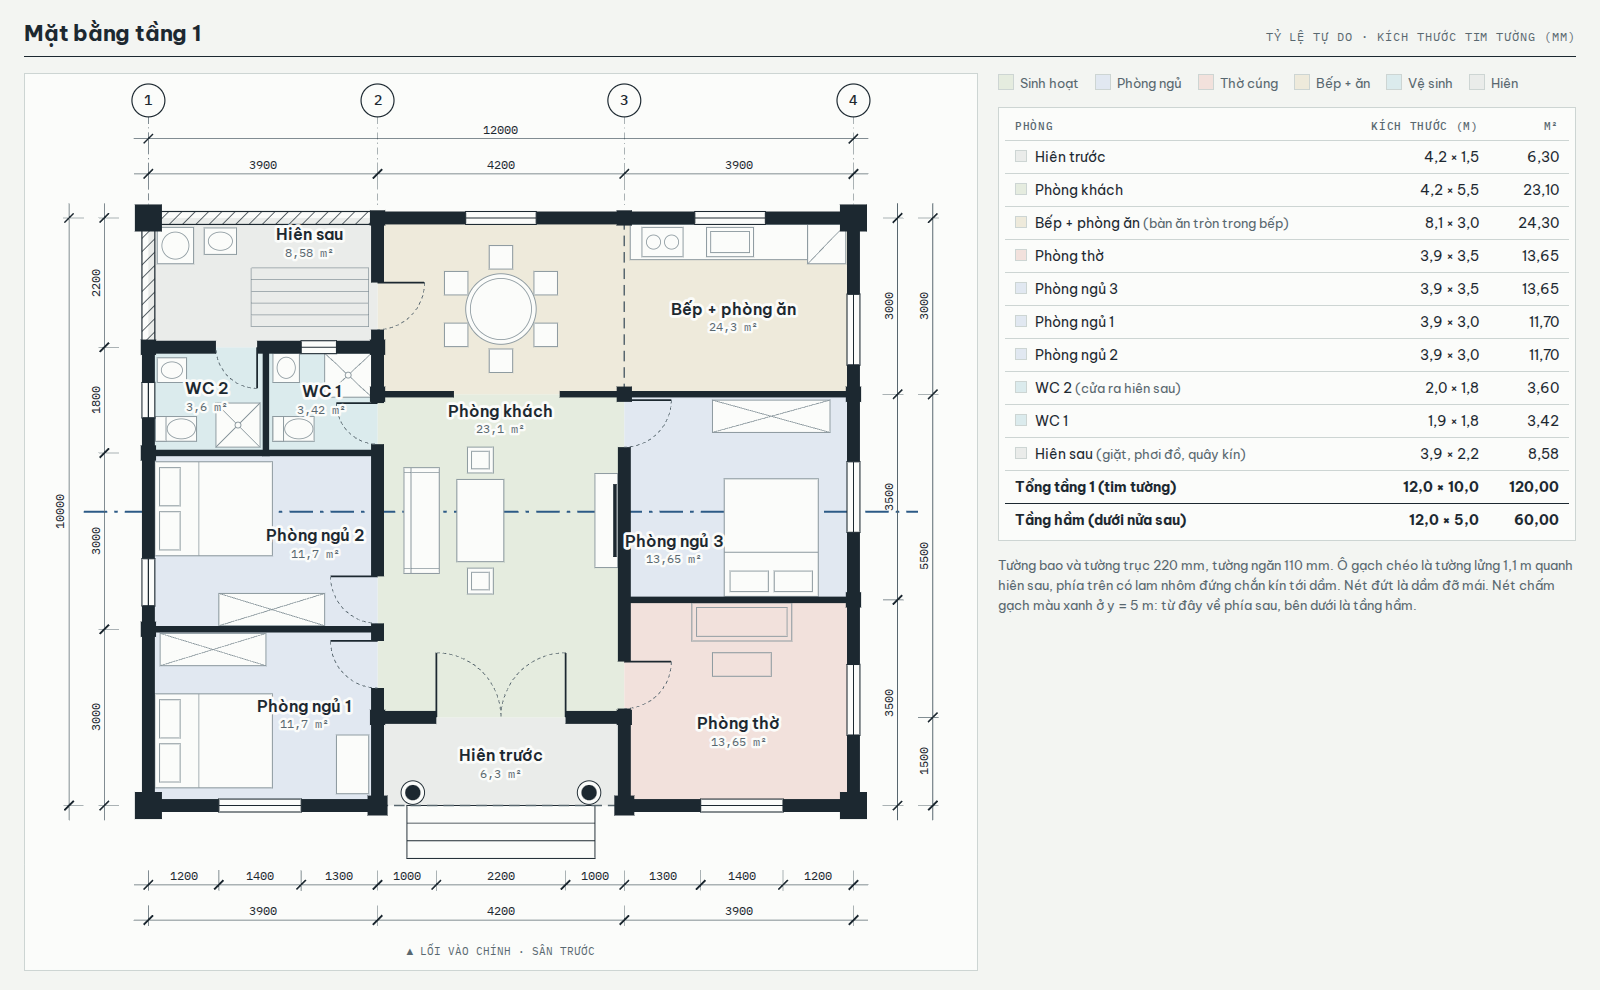 Mặt bằng tầng 1
TỶ LỆ TỰ DO · KÍCH THƯỚC TIM TƯỜNG (MM)
1 2 3 4
12000
3900 4200 3900
Hiên sau
8,58 m²
Bếp + phòng ăn
24,3 m²
WC 2
3,6 m²
WC 1
3,42 m²
Phòng khách
23,1 m²
Phòng ngủ 2
11,7 m²
Phòng ngủ 3
13,65 m²
Phòng ngủ 1
11,7 m²
Phòng thờ
13,65 m²
Hiên trước
6,3 m²
10000
2200
1800
3000
3000
3000
3500
3500
3000
5500
1500
1200 1400 1300 1000 2200 1000 1300 1400 1200
3900 4200 3900
▲ LỐI VÀO CHÍNH · SÂN TRƯỚC
Sinh hoạt Phòng ngủ Thờ cúng Bếp + ăn Vệ sinh Hiên
PHÒNG KÍCH THƯỚC (M) M²
Hiên trước 4,2 × 1,5 6,30
Phòng khách 4,2 × 5,5 23,10
Bếp + phòng ăn (bàn ăn tròn trong bếp) 8,1 × 3,0 24,30
Phòng thờ 3,9 × 3,5 13,65
Phòng ngủ 3 3,9 × 3,5 13,65
Phòng ngủ 1 3,9 × 3,0 11,70
Phòng ngủ 2 3,9 × 3,0 11,70
WC 2 (cửa ra hiên sau) 2,0 × 1,8 3,60
WC 1 1,9 × 1,8 3,42
Hiên sau (giặt, phơi đồ, quây kín) 3,9 × 2,2 8,58
Tổng tầng 1 (tim tường) 12,0 × 10,0 120,00
Tầng hầm (dưới nửa sau) 12,0 × 5,0 60,00
Tường bao và tường trục 220 mm, tường ngăn 110 mm. Ô gạch chéo là tường lửng 1,1 m quanh
hiên sau, phía trên có lam nhôm đứng chắn kín tới dầm. Nét đứt là dầm đỡ mái. Nét chấm
gạch màu xanh ở y = 5 m: từ đây về phía sau, bên dưới là tầng hầm.